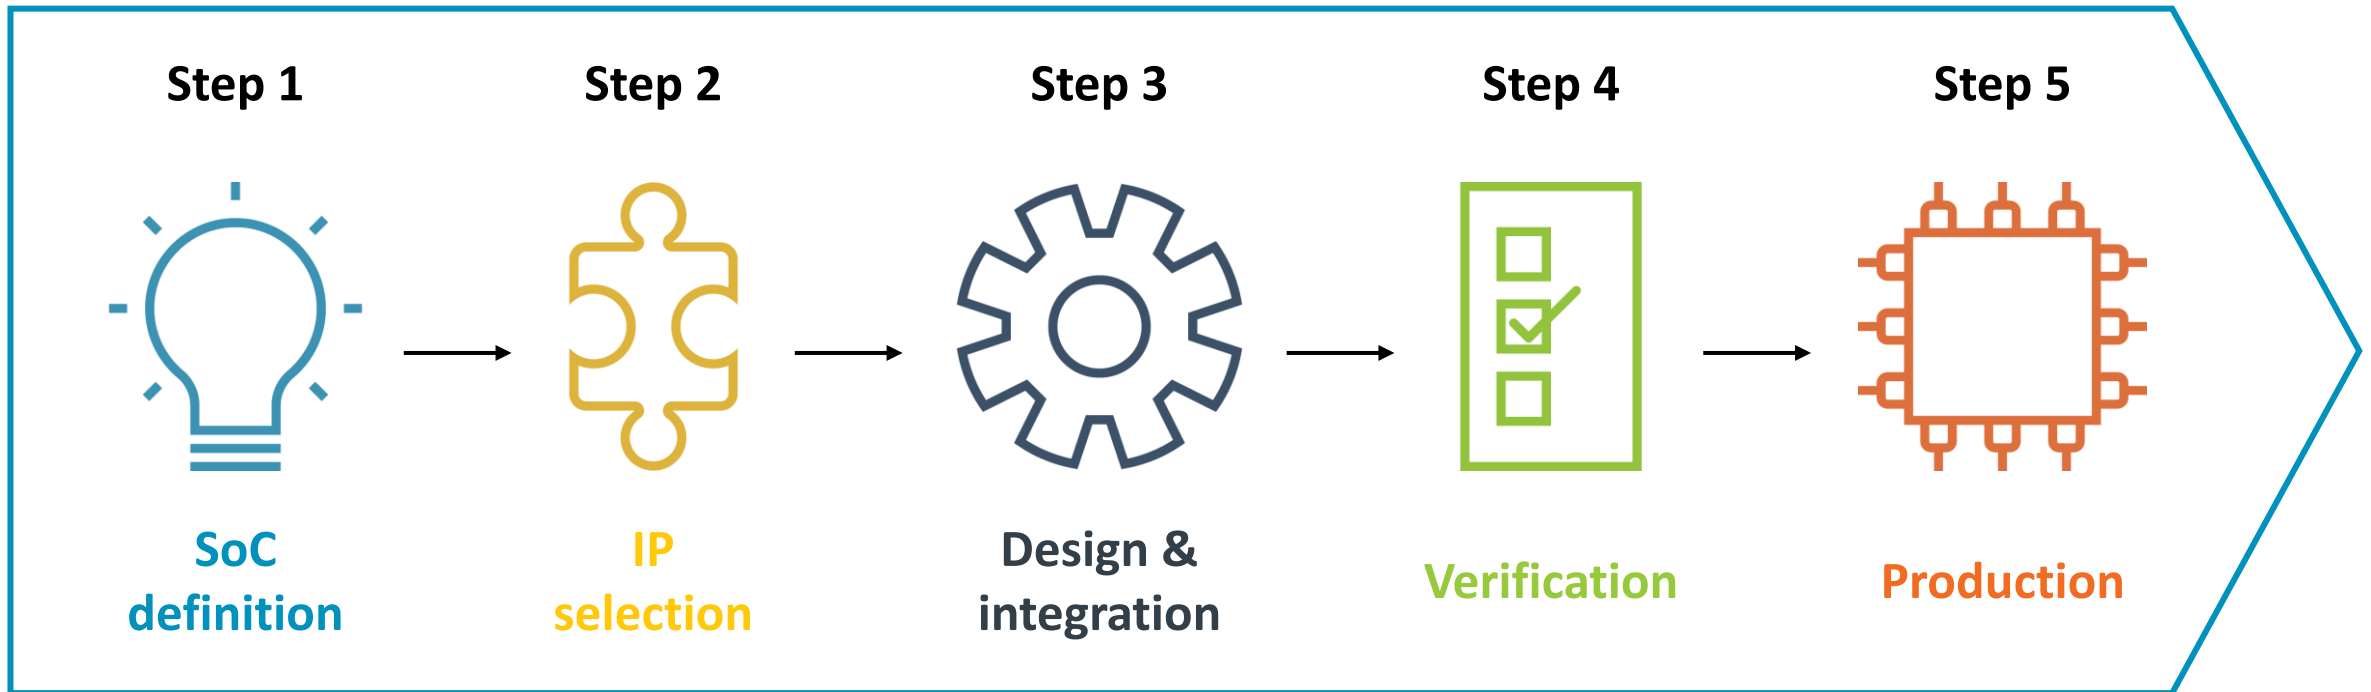 Step 1
Step 2
Step 3
Step 4
Step 5
SoC
definition
IP
selection
Design &
integration
Verification
Production